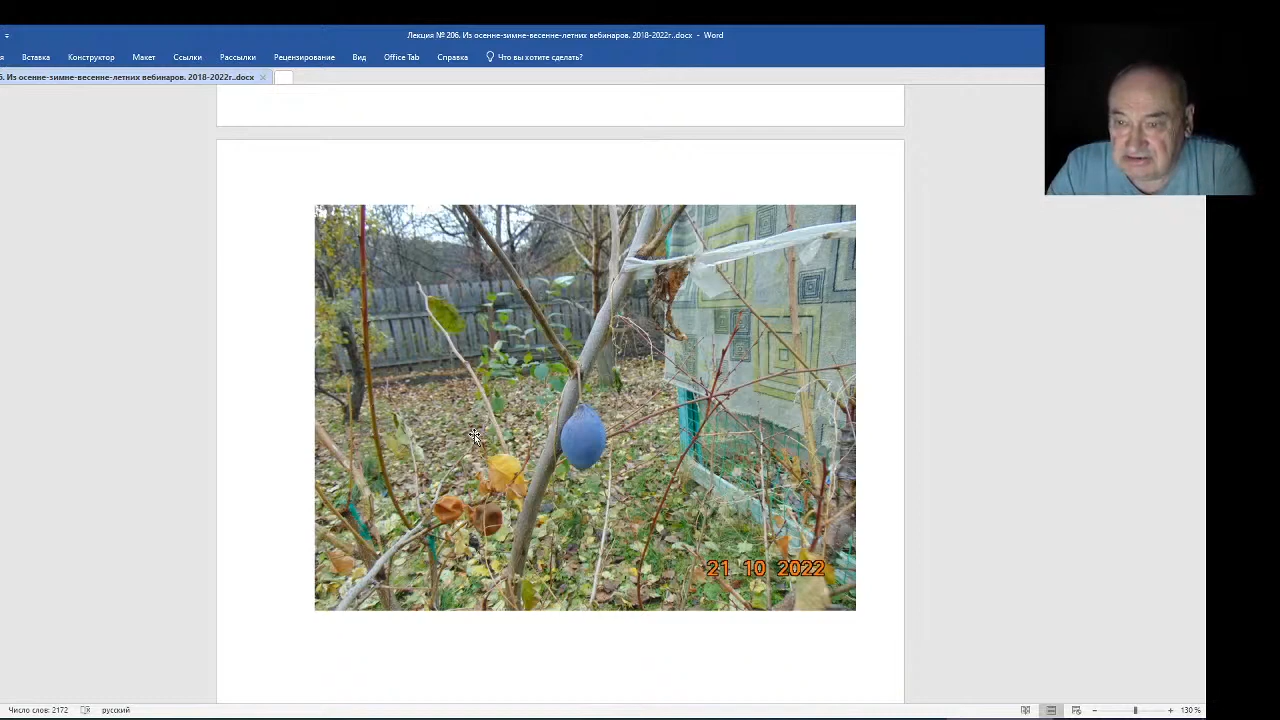 Лекция № 206. Из осенне-зимне-весенне-летних вебинаров. 2018-2022г..docx - Word
Вставка Конструктор Макет Ссылки Рассылки Рецензирование Вид Office Tab Справка Что вы хотите сделать?
6. Из осенне-зимне-весенне-летних вебинаров. 2018-2022г..docx
21 10 2022
Число слов: 2172 русский 130 %